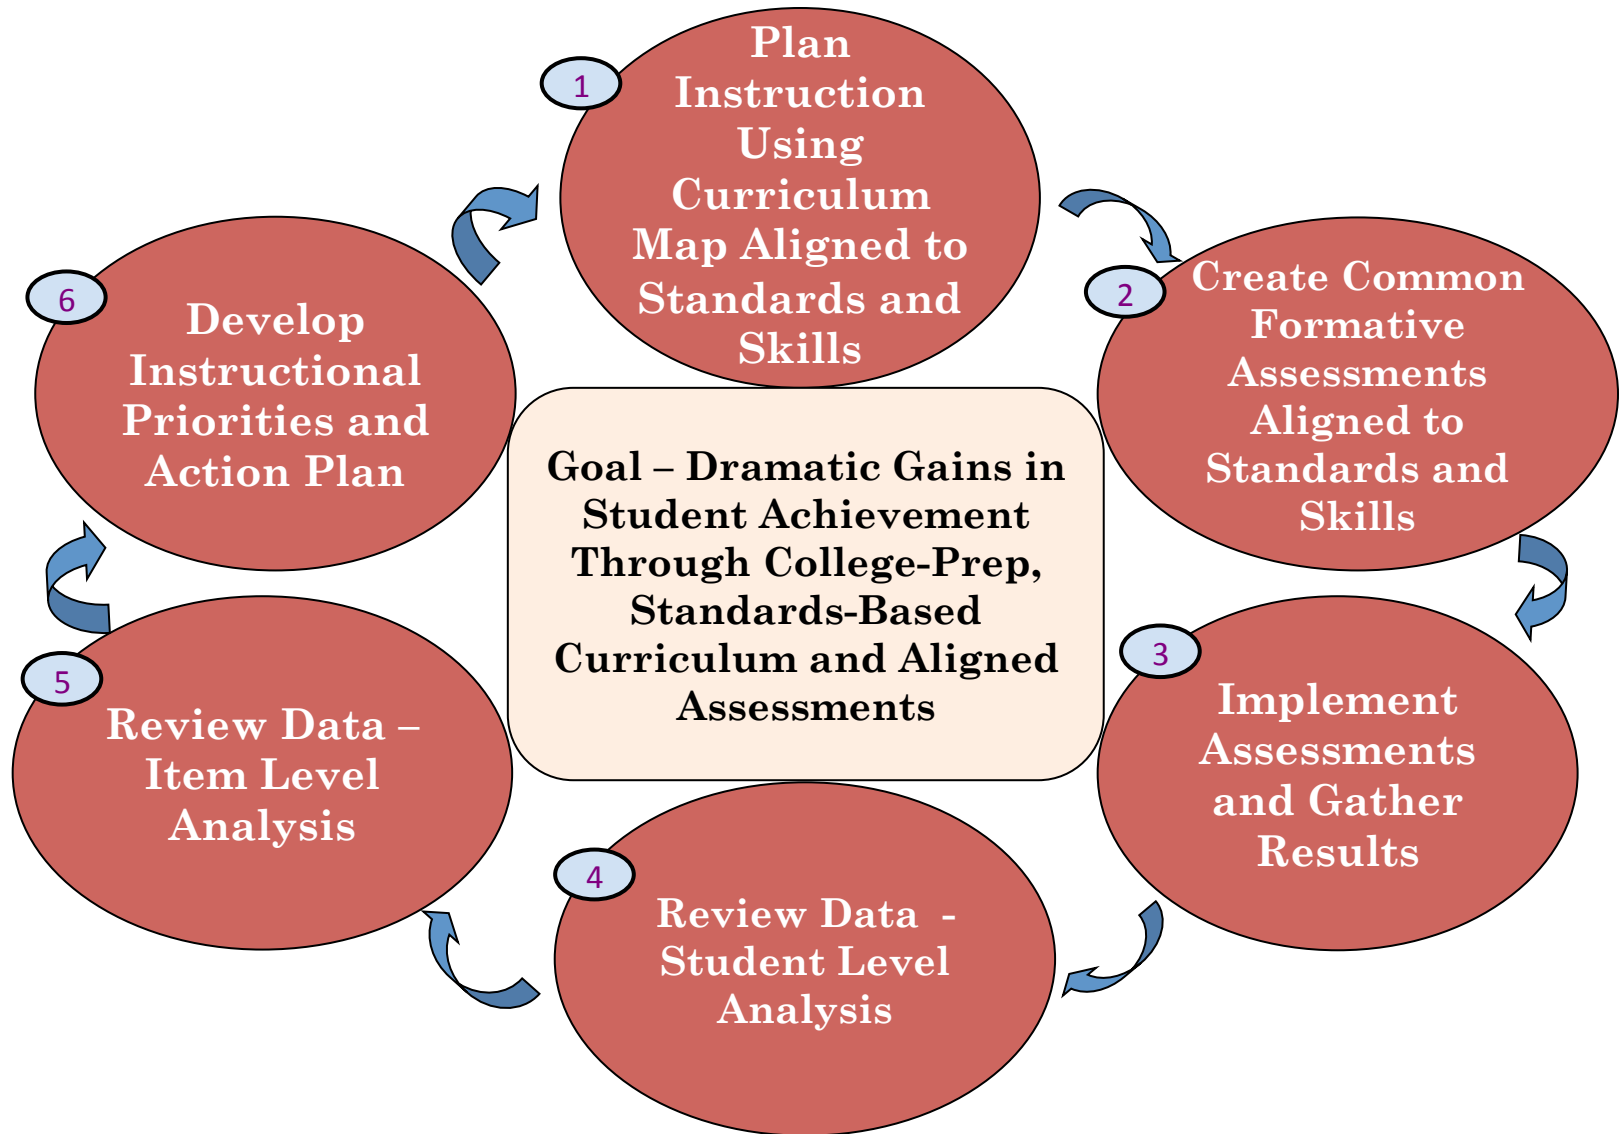 1
Plan
Instruction
Using
Curriculum
Map Aligned to
Standards and
Skills
2
Create Common
Formative
Assessments
Aligned to
Standards and
Skills
3
Implement
Assessments
and Gather
Results
4
Review Data  -
Student Level
Analysis
5
Review Data –
Item Level
Analysis
6
Develop
Instructional
Priorities and
Action Plan
Goal – Dramatic Gains in
Student Achievement
Through College-Prep,
Standards-Based
Curriculum and Aligned
Assessments